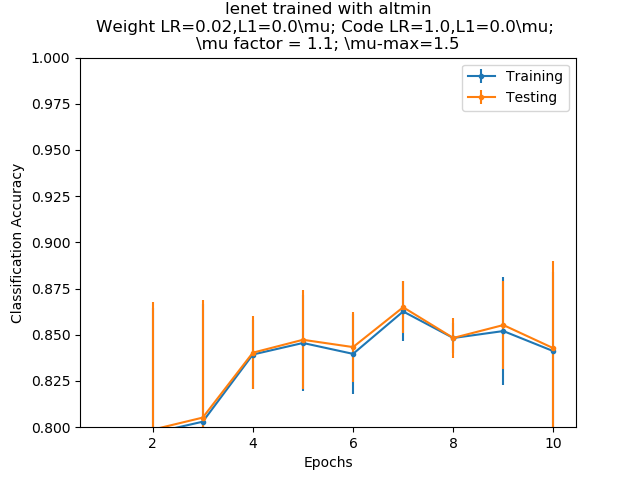 lenet trained with altmin
Weight LR=0.02,L1=0.0\mu; Code LR=1.0,L1=0.0\mu;
\mu factor = 1.1; \mu-max=1.5
Training
Testing
1.000
0.975
0.950
0.925
0.900
0.875
0.850
0.825
0.800
Classification Accuracy
2 4 6 8 10
Epochs